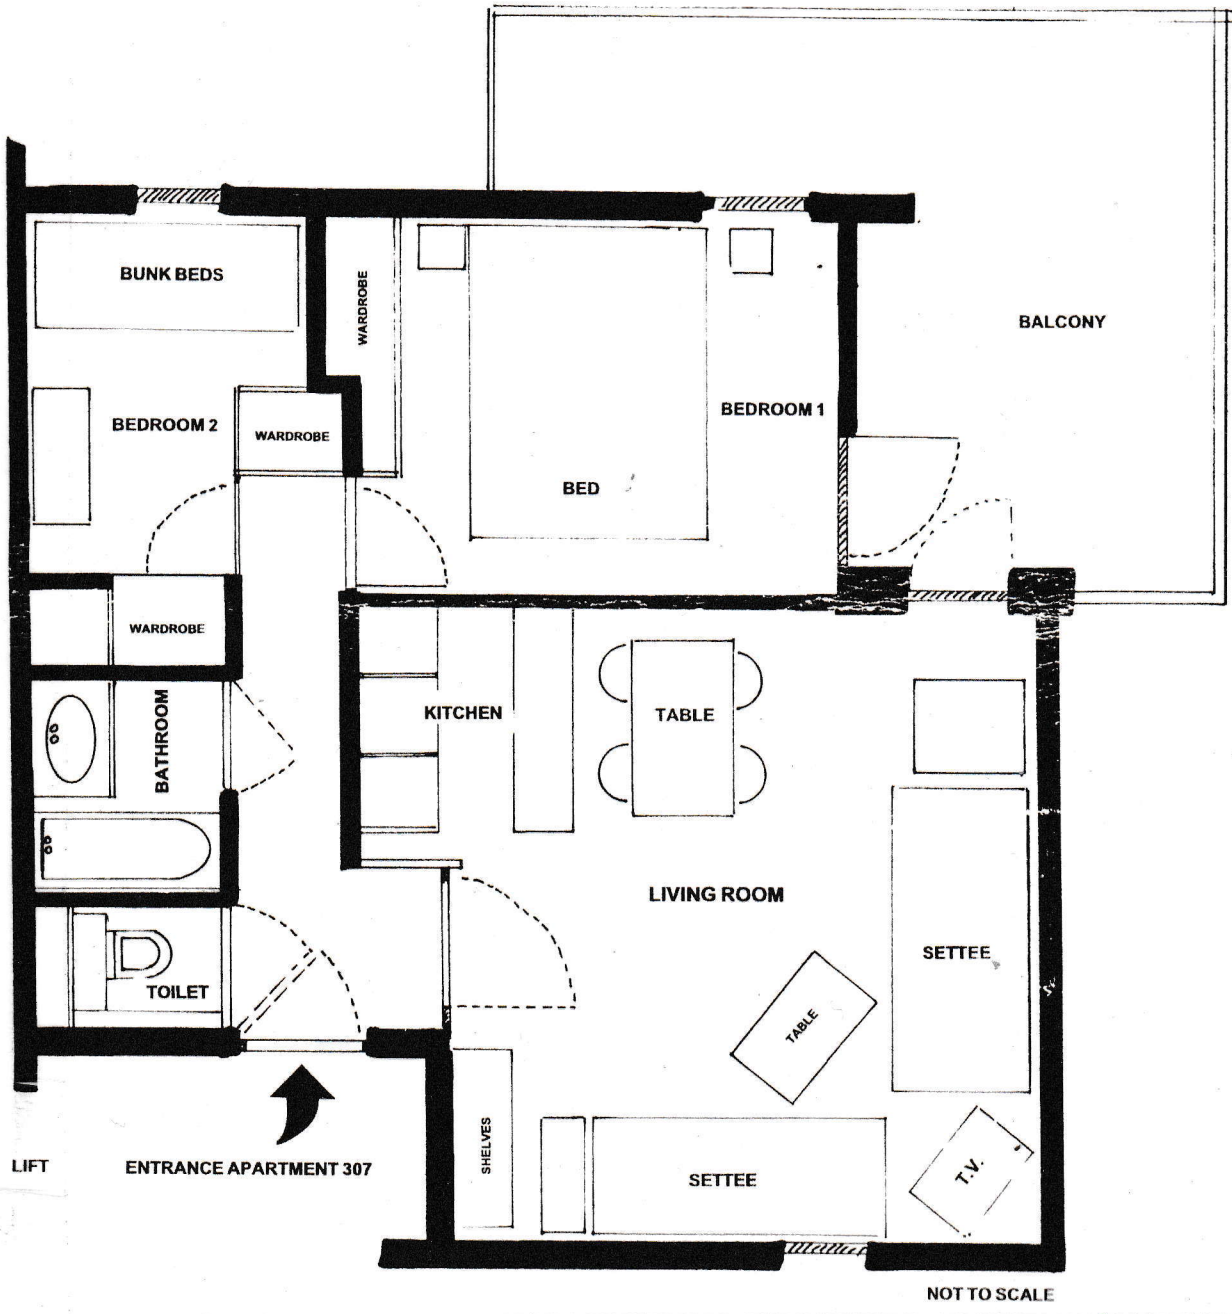 BUNK BEDS
WARDROBE
BALCONY
BEDROOM 2
WARDROBE
BEDROOM 1
BED
WARDROBE
BATHROOM
KITCHEN
TABLE
LIVING ROOM
SETTEE
TOILET
TABLE
SHELVES
LIFT
ENTRANCE APARTMENT 307
SETTEE
T.V.
NOT TO SCALE